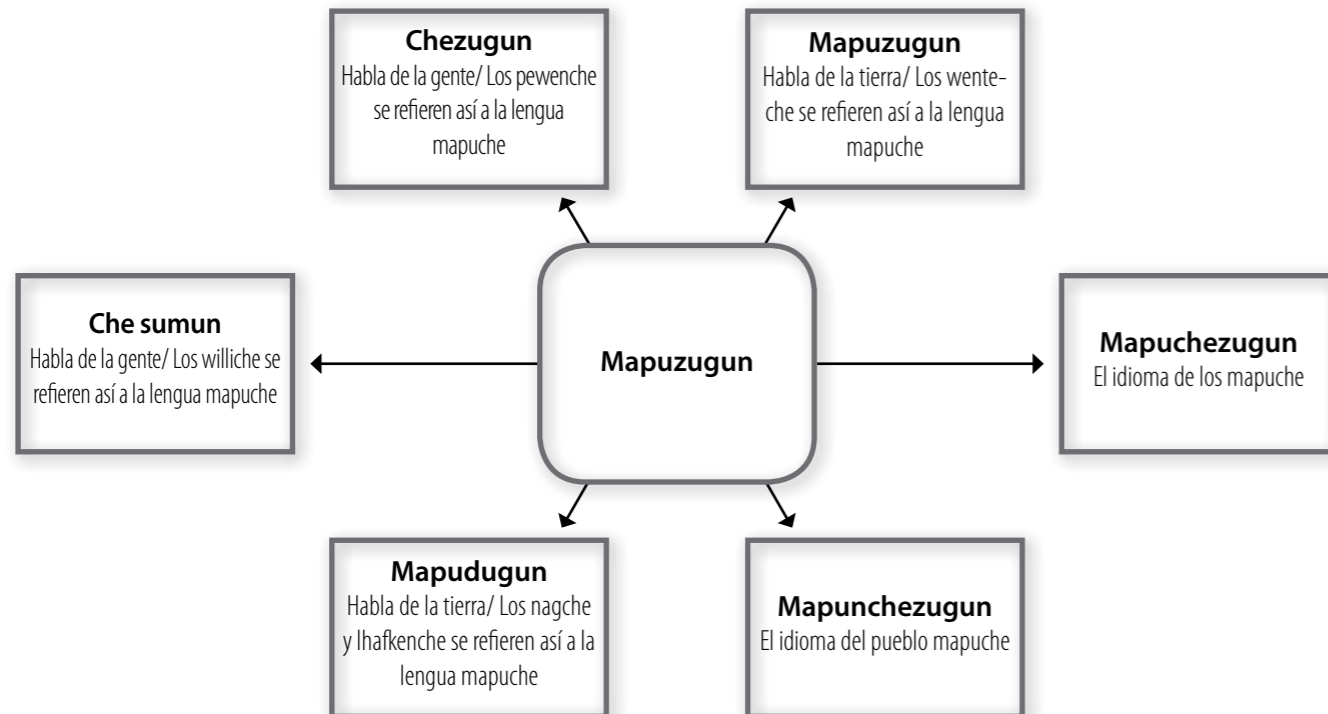 Chezugun
Habla de la gente/ Los pewenche
se refieren así a la lengua
mapuche
Mapuzugun
Habla de la tierra/ Los wente-
che se refieren así a la lengua
mapuche
Che sumun
Habla de la gente/ Los williche se
refieren así a la lengua mapuche
Mapuzugun
Mapuchezugun
El idioma de los mapuche
Mapudugun
Habla de la tierra/ Los nagche
y lhafkenche se refieren así a la
lengua mapuche
Mapunchezugun
El idioma del pueblo mapuche